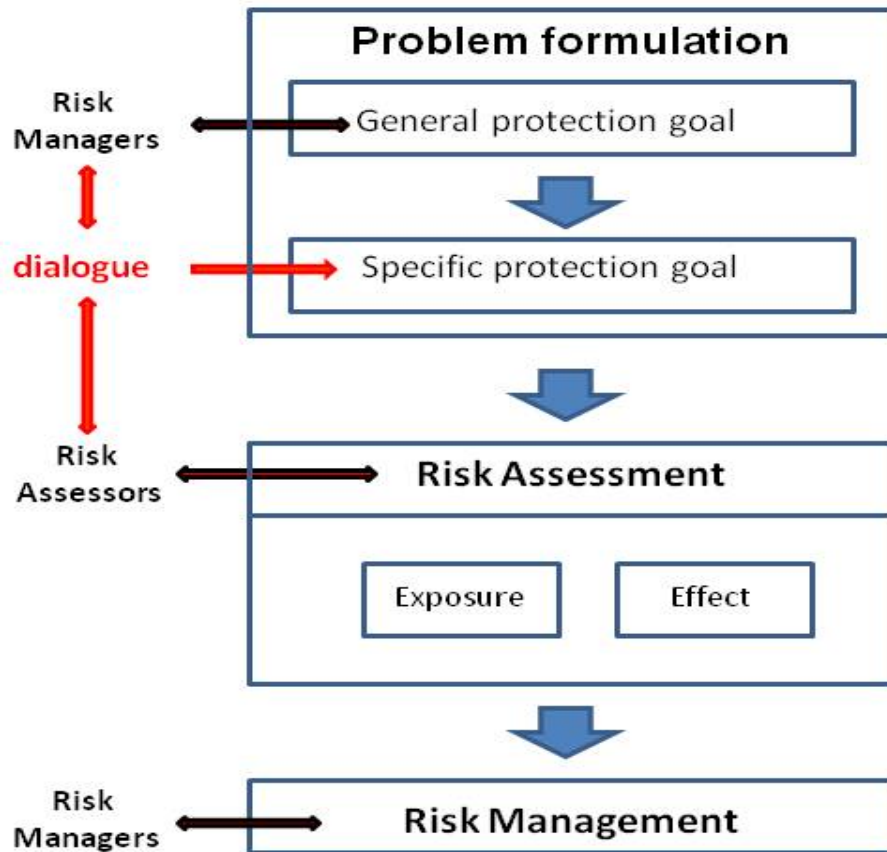 Problem formulation
Risk
Managers
General protection goal
dialogue
Specific protection goal
Risk
Assessors
Risk Assessment
Exposure
Effect
Risk
Managers
Risk Management